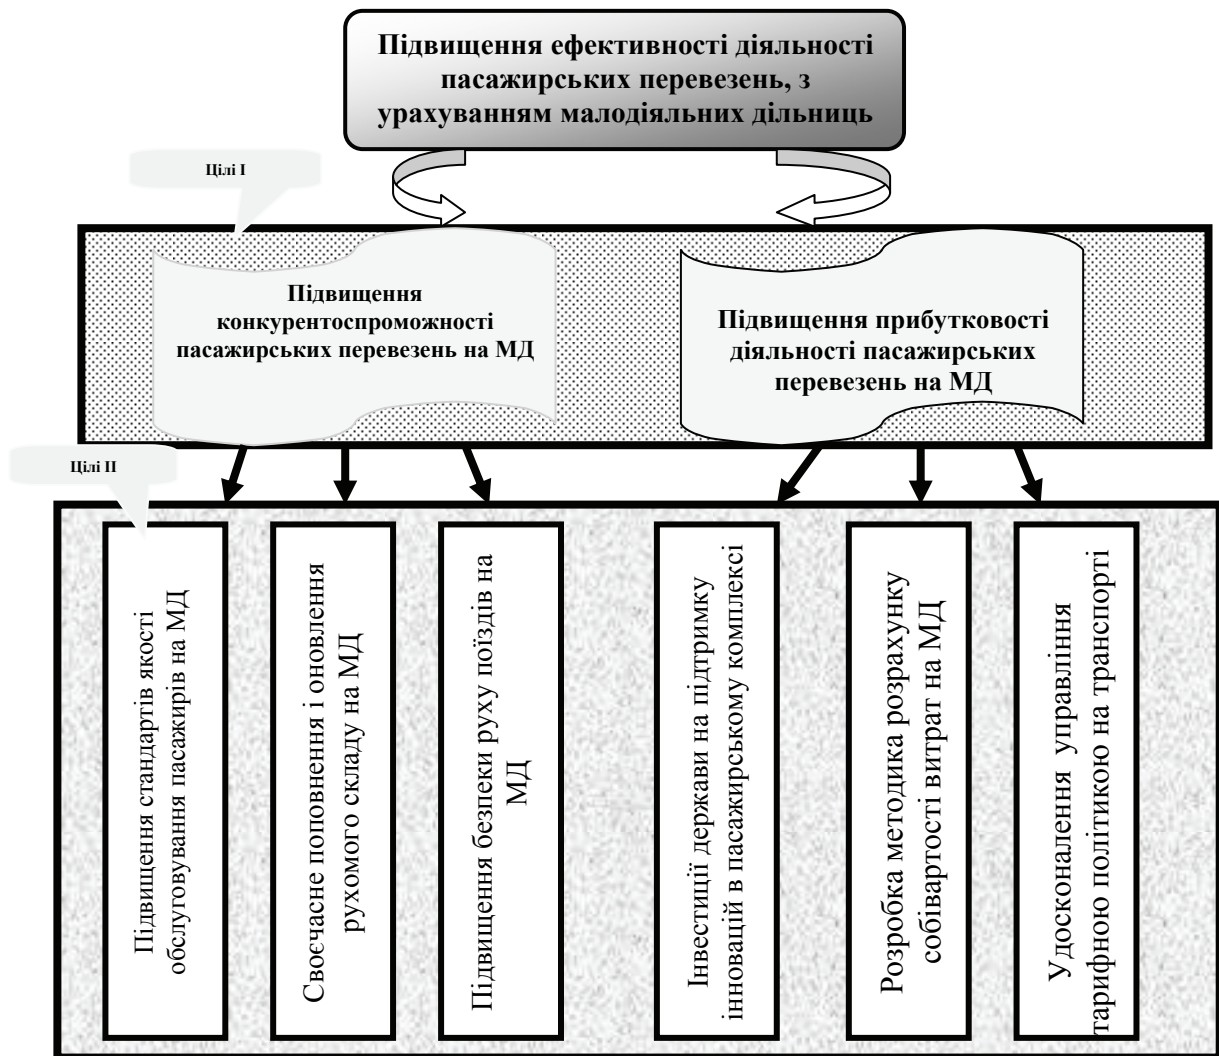 Підвищення ефективності діяльності
пасажирських перевезень, з
урахуванням малодіяльних дільниць
Цілі І
Підвищення
конкурентоспроможності
пасажирських перевезень на МД
Підвищення прибутковості
діяльності пасажирських
перевезень на МД
Цілі ІІ
Підвищення стандартів якості
обслуговування пасажирів на МД
Своєчасне поповнення і оновлення
рухомого складу на МД
Підвищення безпеки руху поїздів на
МД
Інвестиції держави на підтримку
інновацій в пасажирському комплексі
Розробка методика розрахунку
собівартості витрат на МД
Удосконалення управління
тарифною політикою на транспорті